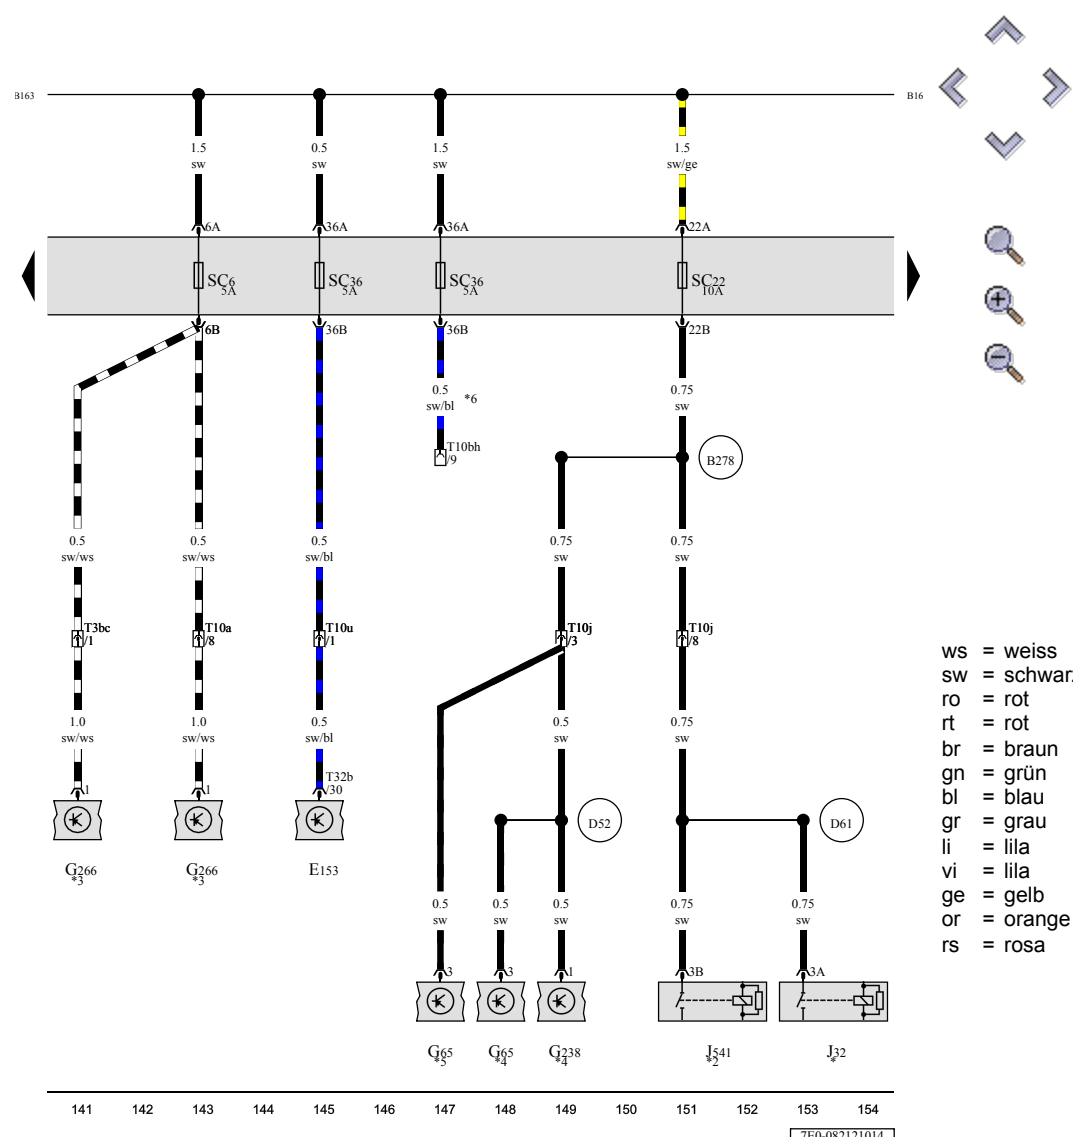 B163
B16
1.5
sw
0.5
sw
1.5
sw
1.5
sw/ge
6A
36A
36A
22A
SC6
5A
SC36
5A
SC36
5A
SC22
10A
6B
36B
36B
22B
0.5
sw/bl
*6
0.75
sw
T10bh
/9
B278
0.5
sw/ws
0.5
sw/ws
0.5
sw/bl
0.75
sw
0.75
sw
T3bc
/1
T10a
/8
T10u
/1
T10j
/3
T10j
/8
1.0
sw/ws
1.0
sw/ws
0.5
sw/bl
0.5
sw
0.75
sw
T32b
/30
1
1
D52
D61
G266
*3
G266
*3
E153
0.5
sw
0.5
sw
0.5
sw
0.75
sw
0.75
sw
3
3
1
3B
3A
G65
*5
G65
*4
G238
*4
J541
*2
J32
*
141 142 143 144 145 146 147 148 149 150 151 152 153 154
7E0-082121014
ws = weiss
sw = schwarz
ro = rot
rt = rot
br = braun
gn = grün
bl = blau
gr = grau
li = lila
vi = lila
ge = gelb
or = orange
rs = rosa